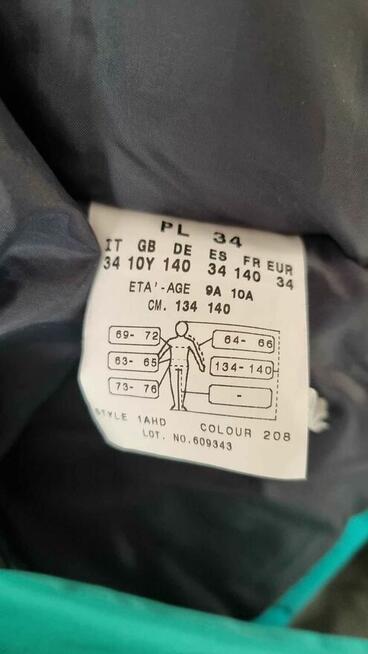 PL 34
IT GB DE ES FR EUR
34 10Y 140 34 140 34
ETA'-AGE 9A 10A
CM. 134 140
69- 72
64- 66
63- 65
134-140
73- 76
-
STYLE 1AHD COLOUR 208
LOT. NO.609343